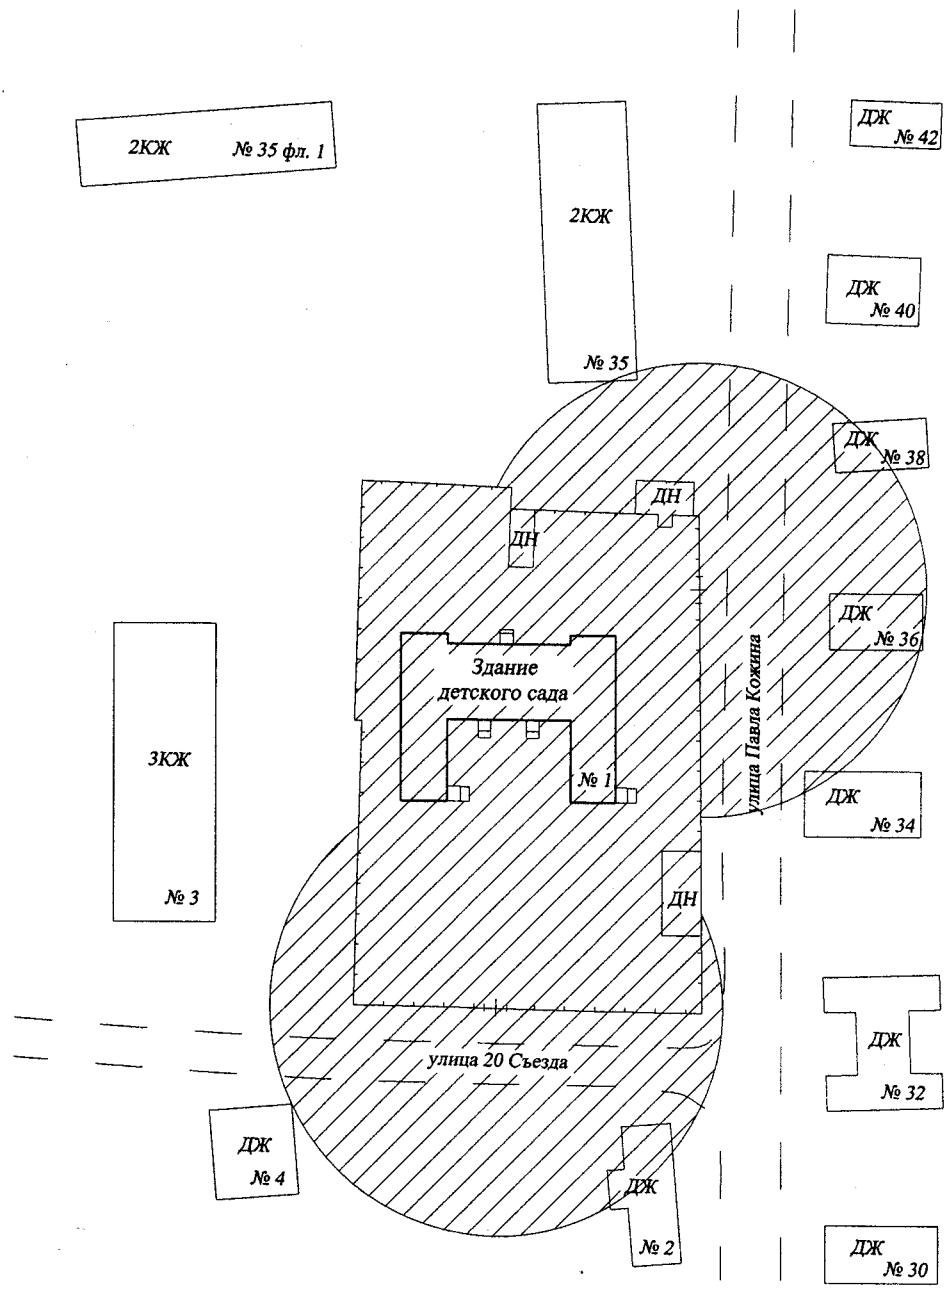 2КЖ № 35 фл. 1
2КЖ
№ 35
ДЖ
№ 42
ДЖ
№ 40
ДЖ
№ 38
ДН
ДН
ДЖ
№ 36
Здание
детского сада
№ 1
улица Павла Кожина
3КЖ
№ 3
ДЖ
№ 34
ДН
улица 20 Съезда
ДЖ
№ 32
ДЖ
№ 4
ДЖ
№ 2
ДЖ
№ 30